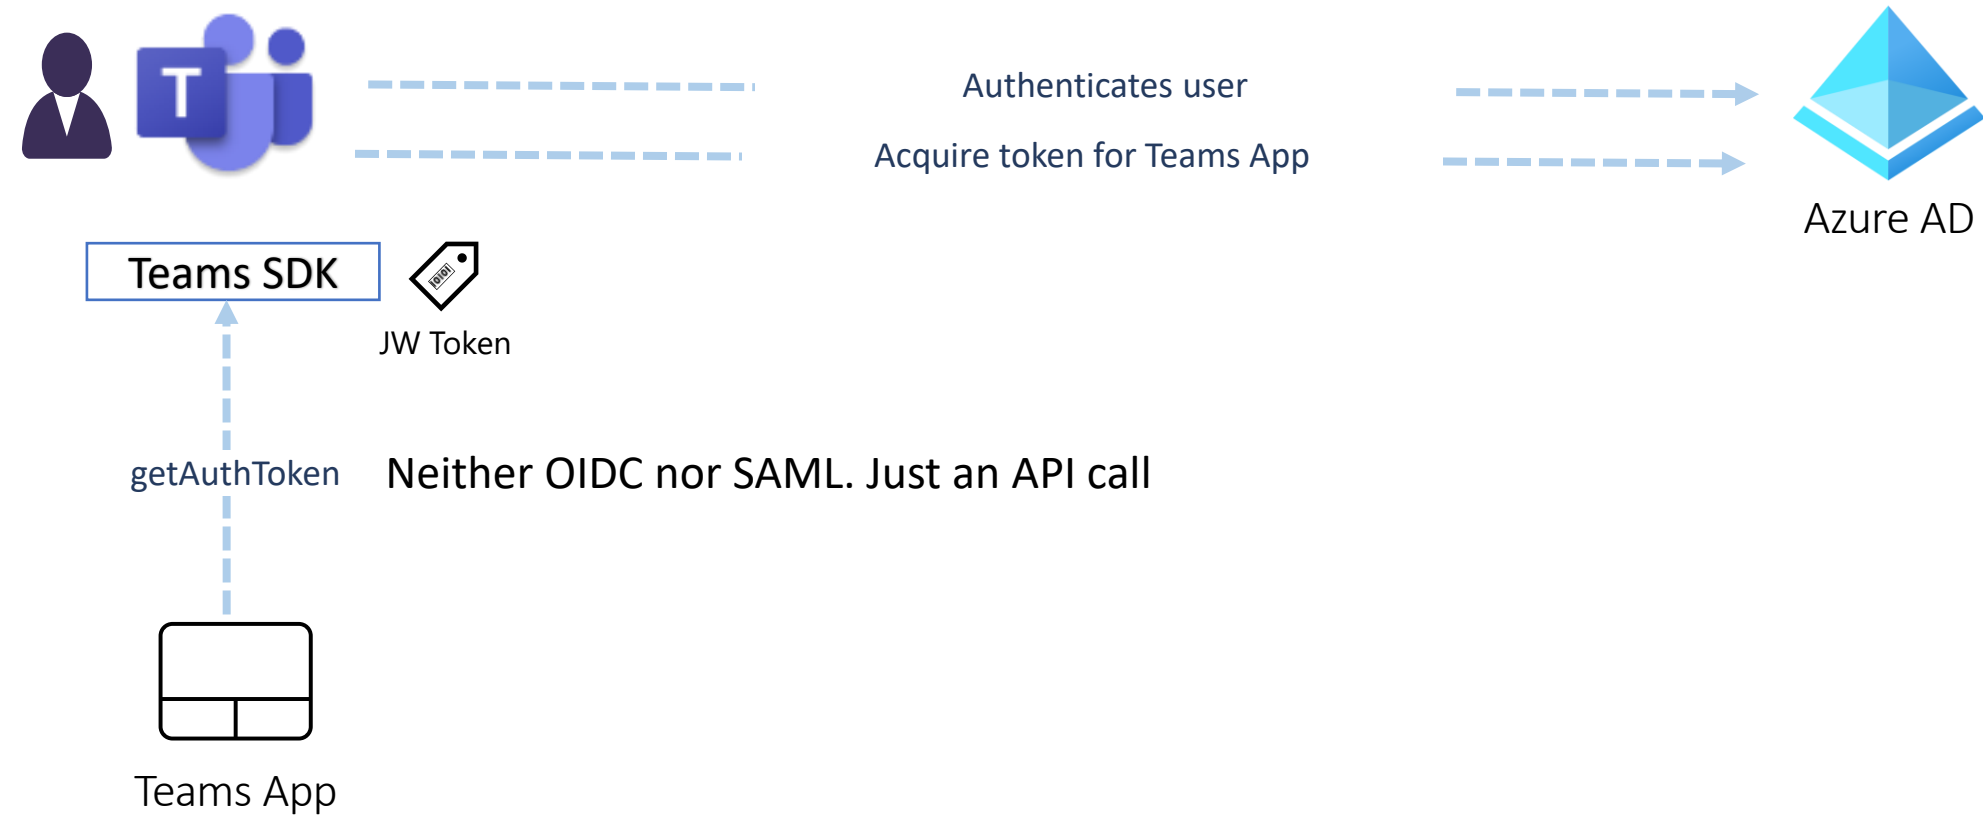 T
Authenticates user
Acquire token for Teams App
Azure AD
Teams SDK
10101
JW Token
getAuthToken
Neither OIDC nor SAML. Just an API call
Teams App